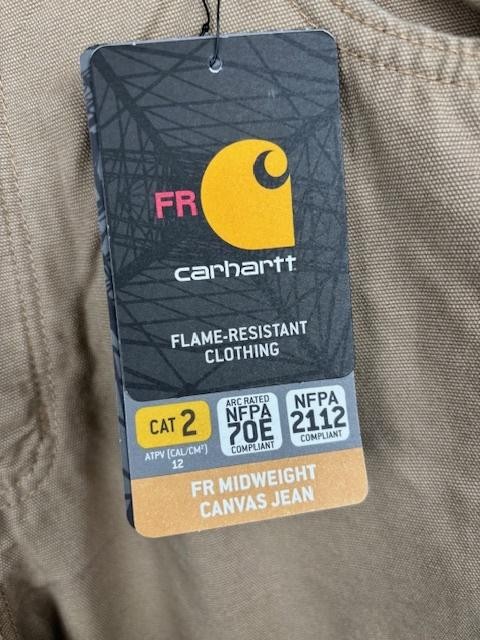 FR
carhartt
FLAME-RESISTANT
CLOTHING
CAT 2
ATPV (CAL/CM²)
12
ARC RATED
NFPA
70E
COMPLIANT
NFPA
2112
COMPLIANT
FR MIDWEIGHT
CANVAS JEAN